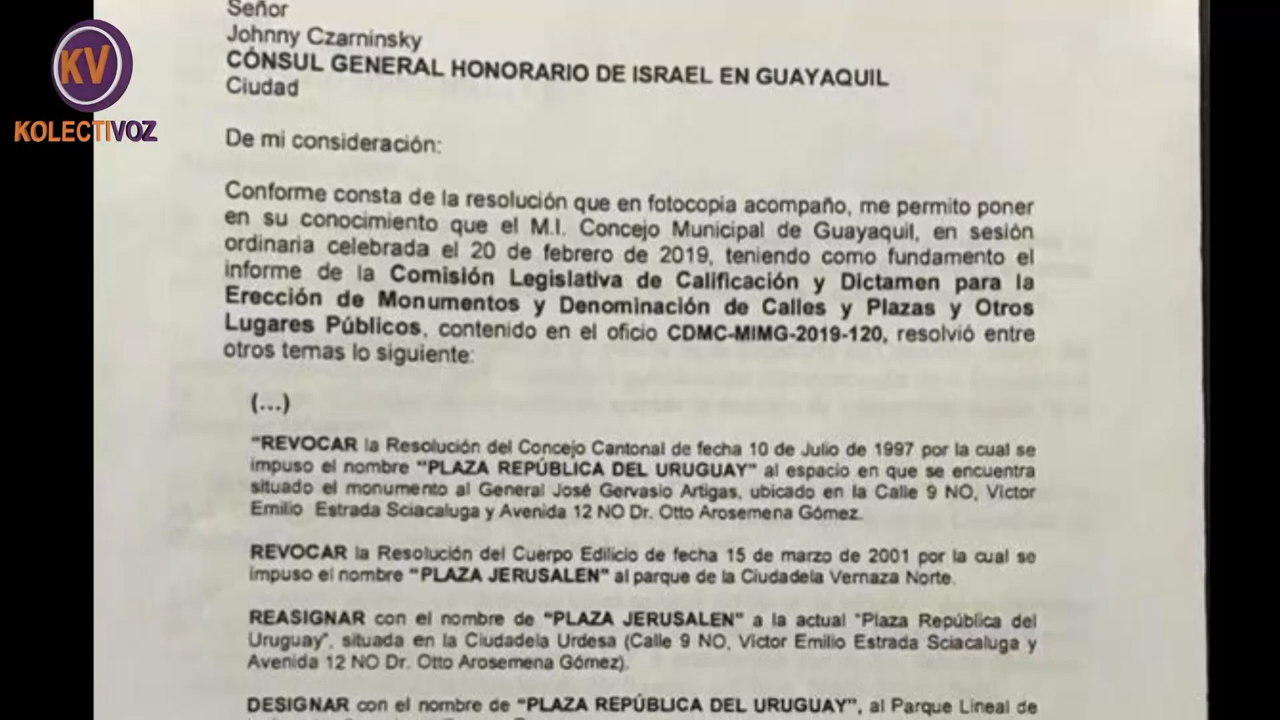 KV
KOLECTIVOZ
Señor
Johnny Czarninsky
CÓNSUL GENERAL HONORARIO DE ISRAEL EN GUAYAQUIL
Ciudad
De mi consideración:
Conforme consta de la resolución que en fotocopia acompaño, me permito poner
en su conocimiento que el M.I. Concejo Municipal de Guayaquil, en sesión
ordinaria celebrada el 20 de febrero de 2019, teniendo como fundamento el
informe de la Comisión Legislativa de Calificación y Dictamen para la
Erección de Monumentos y Denominación de Calles y Plazas y Otros
Lugares Públicos, contenido en el oficio CDMC-MIMG-2019-120, resolvió entre
otros temas lo siguiente:
(...)
"REVOCAR la Resolución del Concejo Cantonal de fecha 10 de Julio de 1997 por la cual se
impuso el nombre "PLAZA REPÚBLICA DEL URUGUAY" al espacio en que se encuentra
situado el monumento al General José Gervasio Artigas, ubicado en la Calle 9 NO, Victor
Emilio Estrada Sciacaluga y Avenida 12 NO Dr. Otto Arosemena Gómez.
REVOCAR la Resolución del Cuerpo Edilicio de fecha 15 de marzo de 2001 por la cual se
impuso el nombre "PLAZA JERUSALEN" al parque de la Ciudadela Vernaza Norte.
REASIGNAR con el nombre de "PLAZA JERUSALEN" a la actual "Plaza República del
Uruguay", situada en la Ciudadela Urdesa (Calle 9 NO, Victor Emilio Estrada Sciacaluga y
Avenida 12 NO Dr. Otto Arosemena Gómez).
DESIGNAR con el nombre de "PLAZA REPÚBLICA DEL URUGUAY", al Parque Lineal de